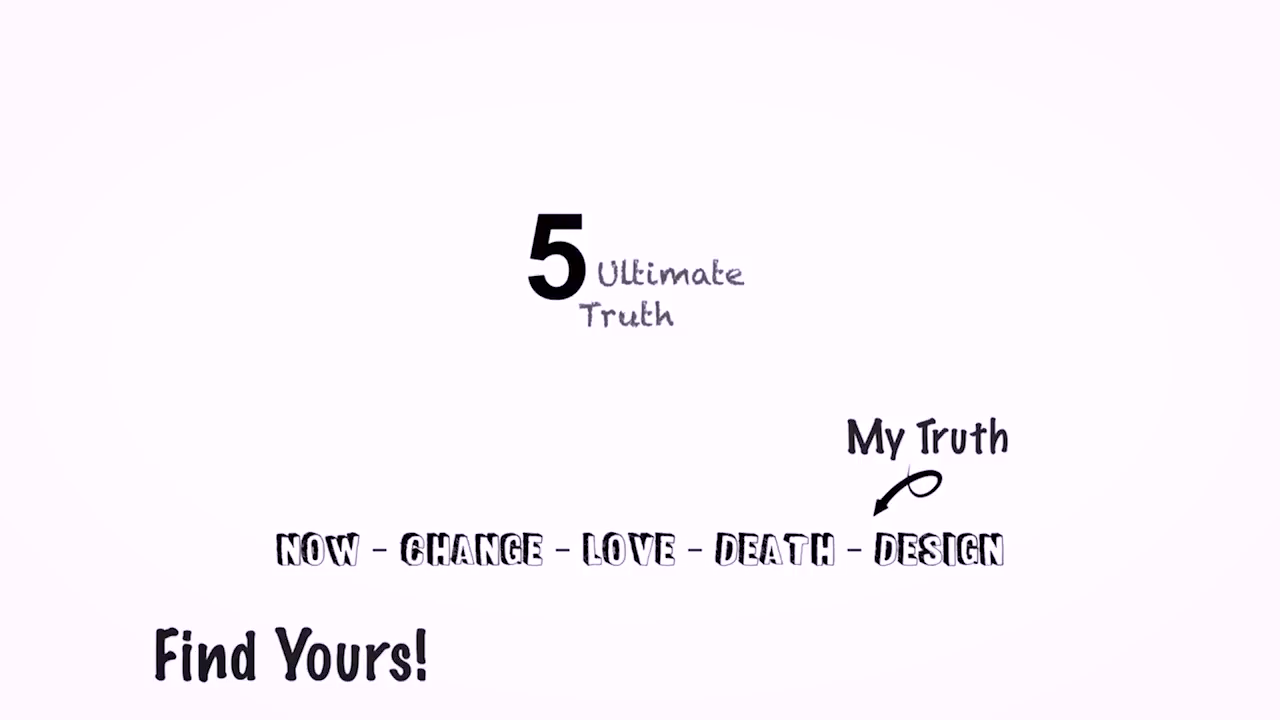 5 Ultimate
Truth
My Truth
NOW - CHANGE - LOVE - DEATH - DESIGN
Find Yours!